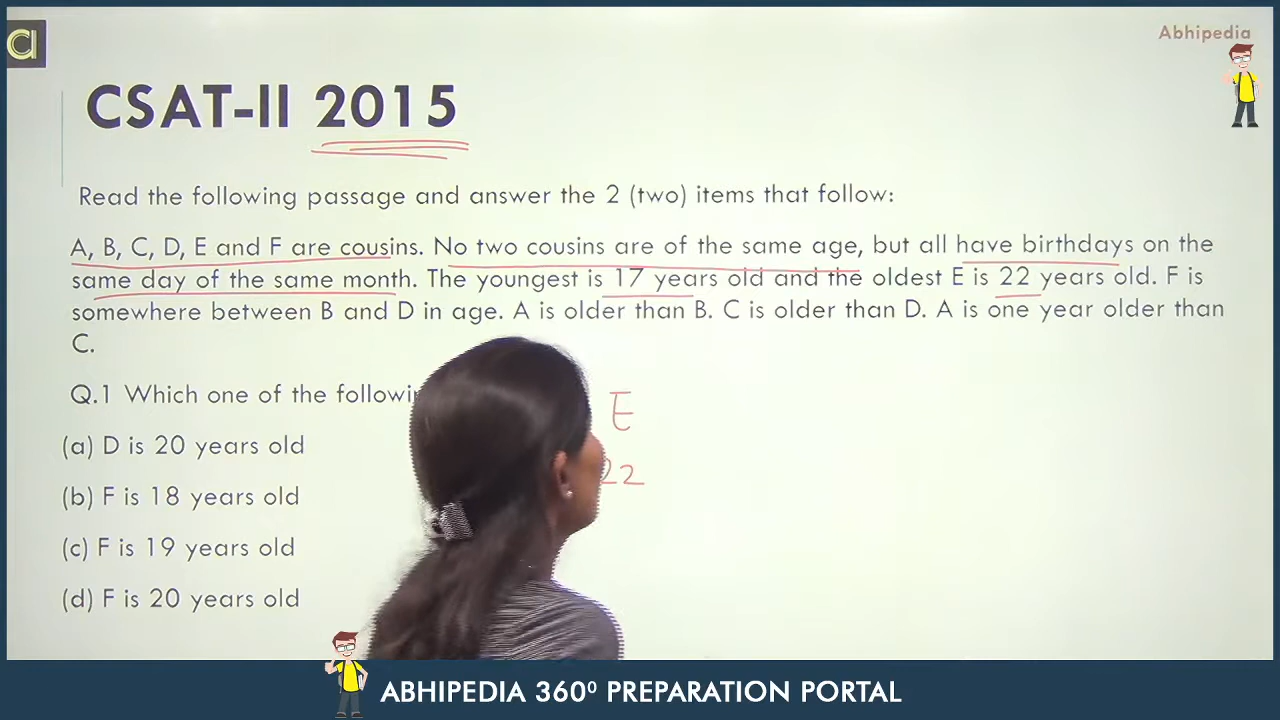 a
Abhipedia
CSAT-II 2015
Read the following passage and answer the 2 (two) items that follow:
A, B, C, D, E and F are cousins. No two cousins are of the same age, but all have birthdays on the
same day of the same month. The youngest is 17 years old and the oldest E is 22 years old. F is
somewhere between B and D in age. A is older than B. C is older than D. A is one year older than
C.
Q.1 Which one of the
E
(a) D is 20 years old
22
(b) F is 18 years old
(c) F is 19 years old
(d) F is 20 years old
ABHIPEDIA 360⁰ PREPARATION PORTAL